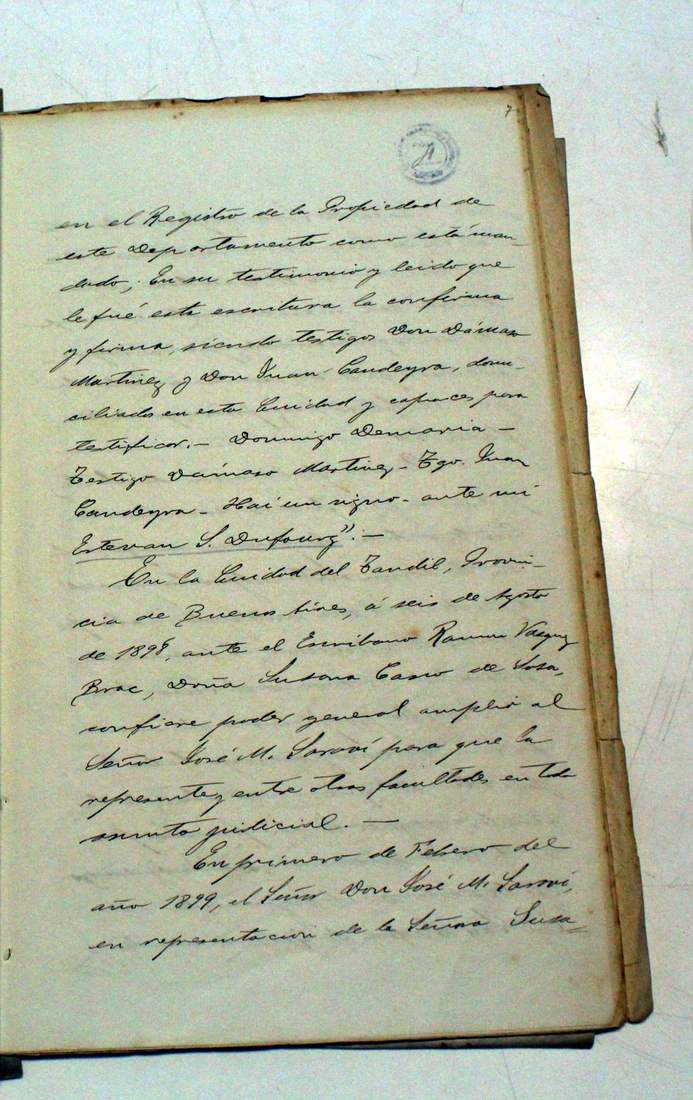 7
en el Registro de la Propiedad de
este Departamento como está man-
dado; En su testimonio y leido que
le fué esta escritura la confirma
y firma, siendo testigos Don Dámaso
Martinez y Don Juan Candeyra, domi-
ciliados en esta Ciudad y capaces para
testificar.- Domingo Demaria -
Testigo Dámaso Martinez - Tgo. Juan
Candeyra - Hai un signo - ante mi
Estevan S. Dufourq".-
En la Ciudad del Tandil, Provin-
cia de Buenos Aires, á seis de Agosto
de 1898, ante el Escribano Ramon Vasquez
Brac, Doña Susana Casco de Sosa,
confiere poder general amplio al
Señor José M. Saraví para que la
represente y entre otras facultades en todo
asunto judicial. -
En primero de Febrero del
año 1899, el Señor Don José M. Saraví,
en representacion de la Señora Susa=